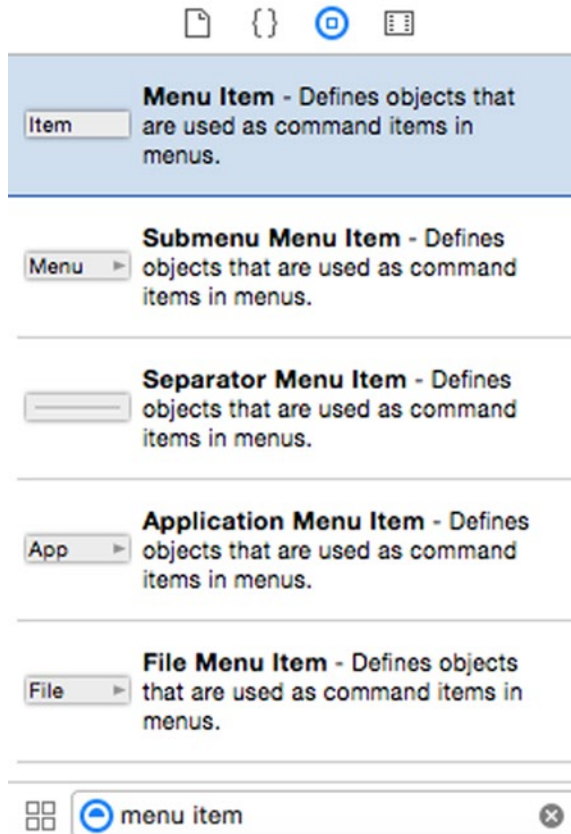 Item
Menu Item - Defines objects that
are used as command items in
menus.
Menu
Submenu Menu Item - Defines
objects that are used as command
items in menus.
Separator Menu Item - Defines
objects that are used as command
items in menus.
App
Application Menu Item - Defines
objects that are used as command
items in menus.
File
File Menu Item - Defines objects
that are used as command items in
menus.
menu item